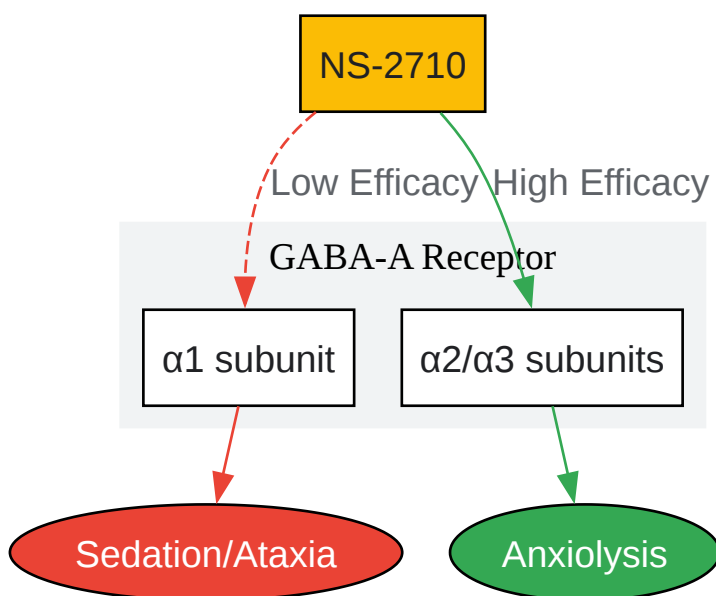 NS-2710
Low Efficacy
High Efficacy
GABA-A Receptor
α1 subunit
α2/α3 subunits
Sedation/Ataxia
Anxiolysis